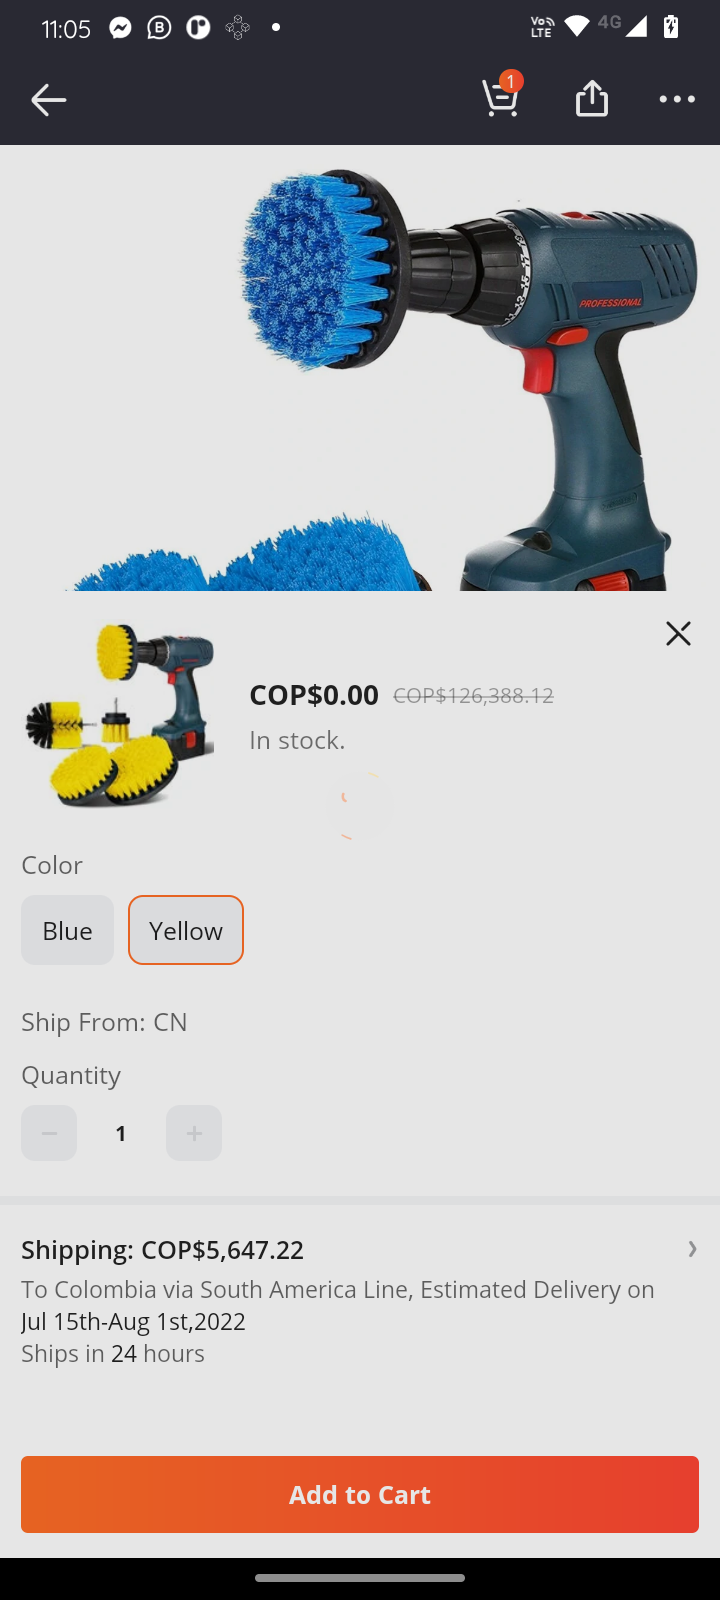 11:05
Vo LTE 4G
1
PROFESSIONAL
COP$0.00 COP$126,388.12
In stock.
Color
Blue Yellow
Ship From: CN
Quantity
− 1 +
Shipping: COP$5,647.22
To Colombia via South America Line, Estimated Delivery on
Jul 15th-Aug 1st,2022
Ships in 24 hours
Add to Cart